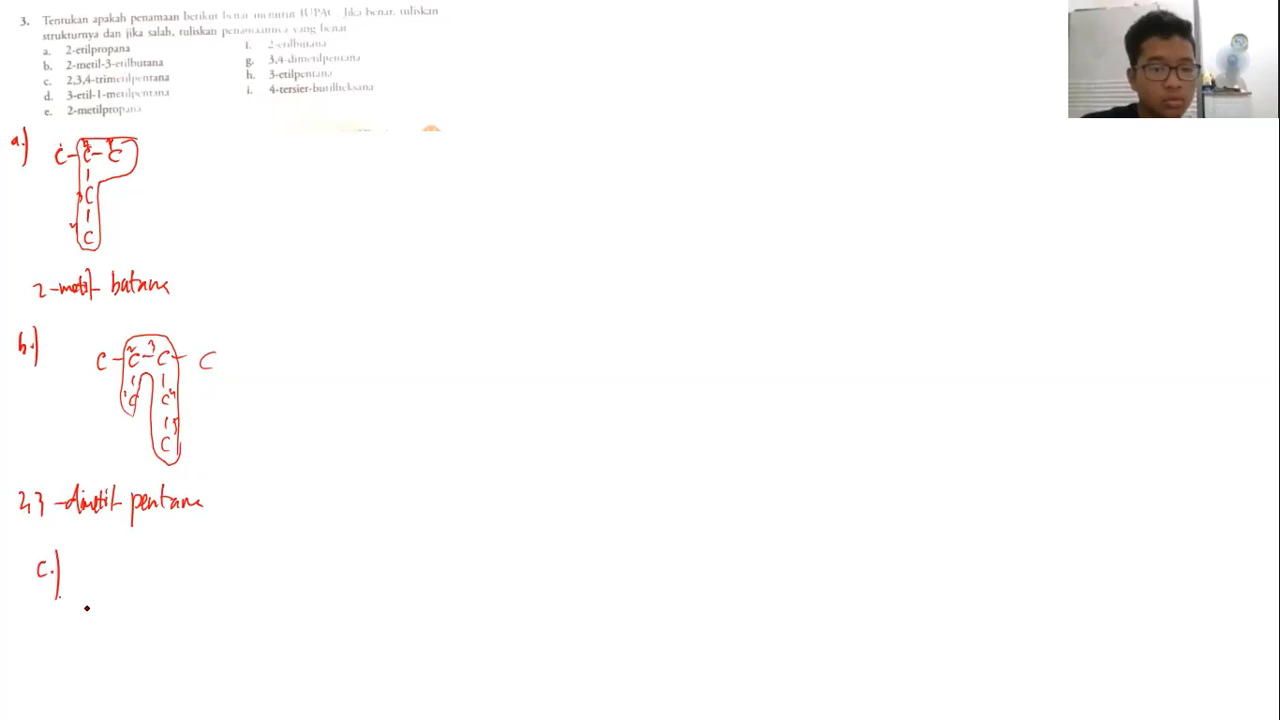 3. Tentukan apakah penamaan berikut benar menurut IUPAC. Jika benar, tuliskan
strukturnya dan jika salah, tuliskan penamaannya yang benar
a. 2-etilpropana
b. 2-metil-3-etilbutana
c. 2,3,4-trimetilpentana
d. 3-etil-1-metilpentana
e. 2-metilpropana
f. 2-etilbutana
g. 3,4-dimetilpentana
h. 3-etilpentana
i. 4-tersier-butilheksana
a.)
C - C - C
C
C
2-metil- butana
b.)
C - C - C - C
C C
C
2,3 -dimetil pentana
c.)